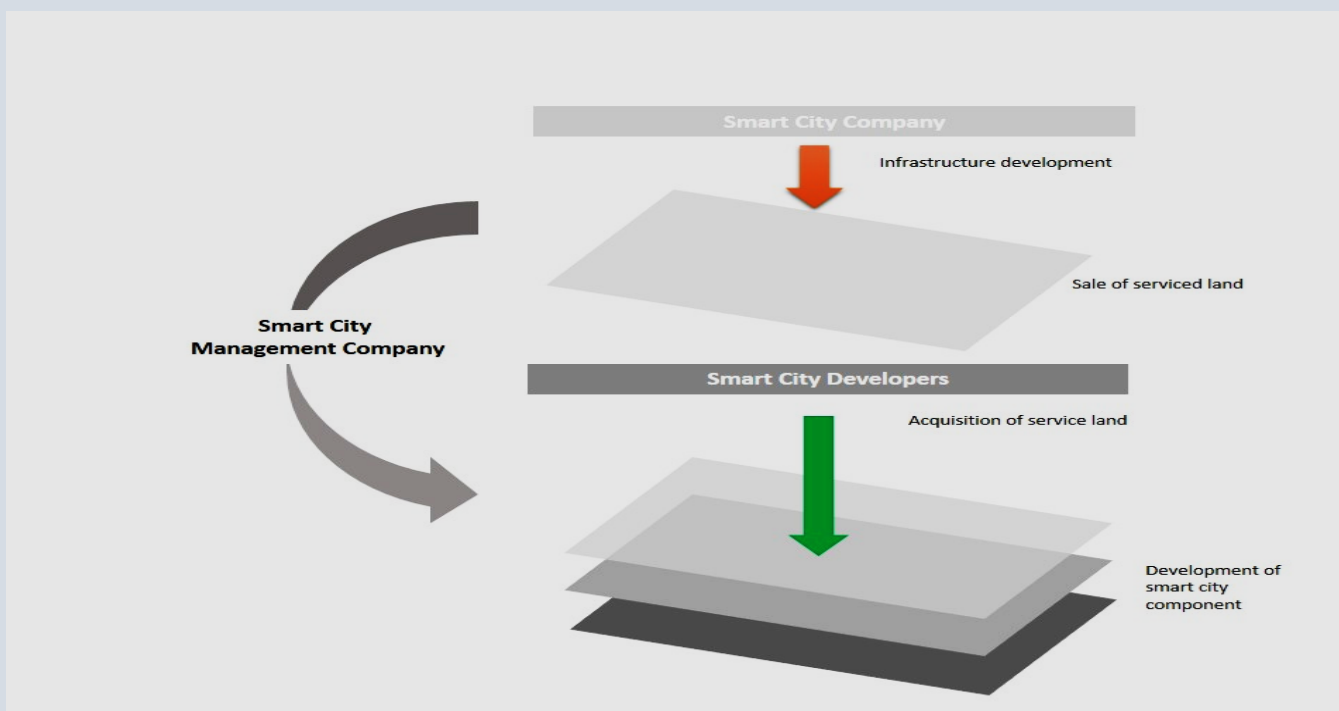 Smart City Company
Infrastructure development
Sale of serviced land
Smart City
Management Company
Smart City Developers
Acquisition of service land
Development of
smart city
component